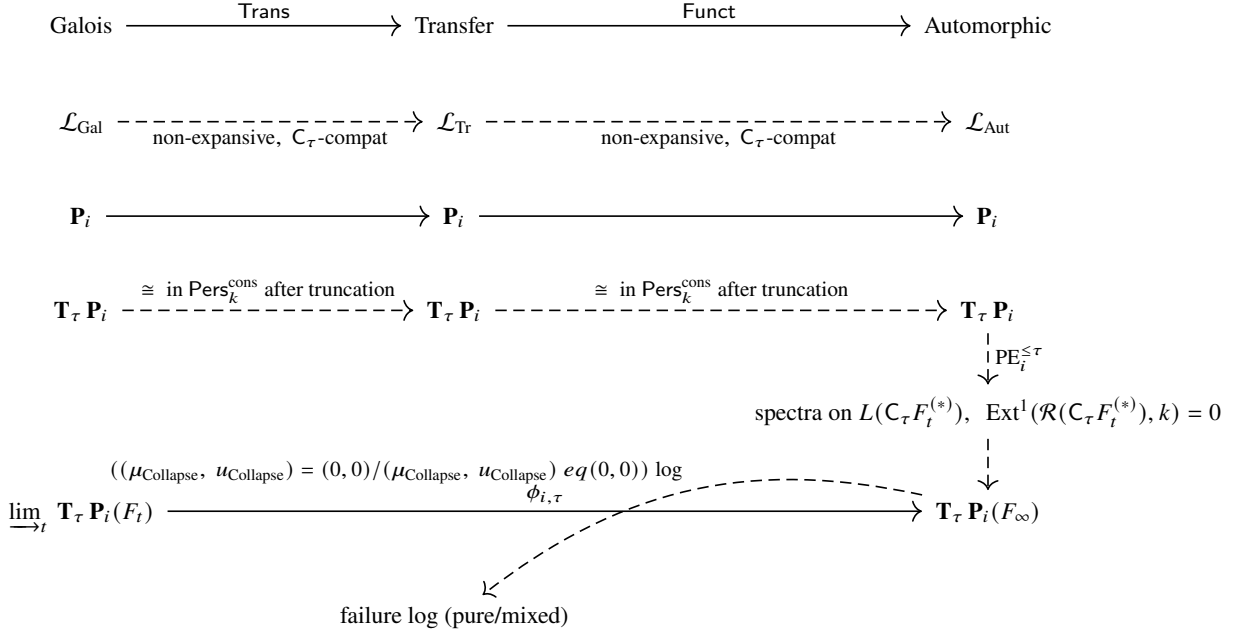 Galois Trans Transfer Funct Automorphic
ℒ_Gal non-expansive, C_τ-compat ℒ_Tr non-expansive, C_τ-compat ℒ_Aut
P_i P_i P_i
T_τ P_i ≅ in Pers_k^cons after truncation T_τ P_i ≅ in Pers_k^cons after truncation T_τ P_i
PE_i^{≤τ}
spectra on L(C_τ F_t^{(*)}), Ext^1(ℛ(C_τ F_t^{(*)}), k) = 0
((μ_Collapse, u_Collapse) = (0, 0)/(μ_Collapse, u_Collapse) eq(0, 0)) log
ϕ_{i,τ}
lim_{→t} T_τ P_i(F_t) T_τ P_i(F_∞)
failure log (pure/mixed)